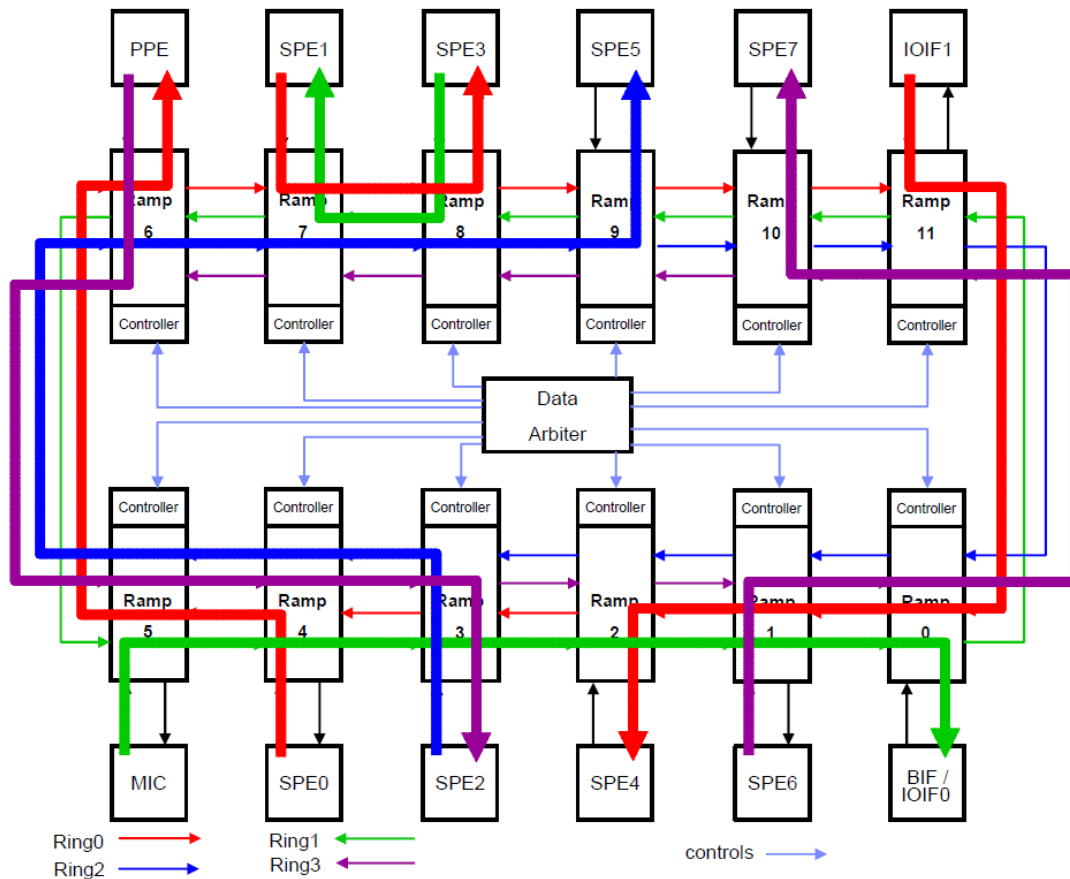 PPE SPE1 SPE3 SPE5 SPE7 IOIF1
Ramp Ramp Ramp Ramp Ramp Ramp
6 7 8 9 10 11
Controller Controller Controller Controller Controller Controller
Data
Arbiter
Controller Controller Controller Controller Controller Controller
Ramp Ramp Ramp Ramp Ramp Ramp
5 4 3 2 1 0
MIC SPE0 SPE2 SPE4 SPE6 BIF /
IOIF0
Ring0 Ring1
Ring2 Ring3 controls